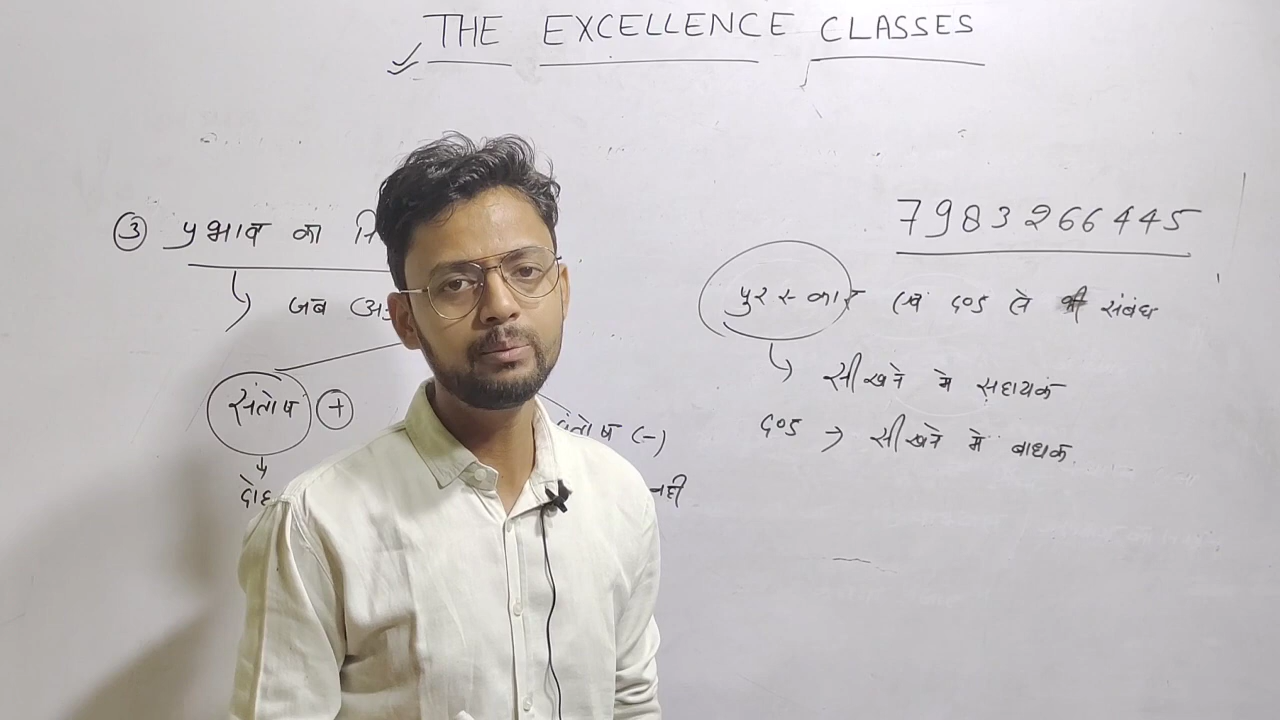 THE EXCELLENCE CLASSES
7983266445
③ प्रभाव का
जब
पुरस्कार एवं दण्ड से भी संबंध
सीखने मे सहायक
संतोष +
दण्ड → सीखने में बाधक
(-)
नही